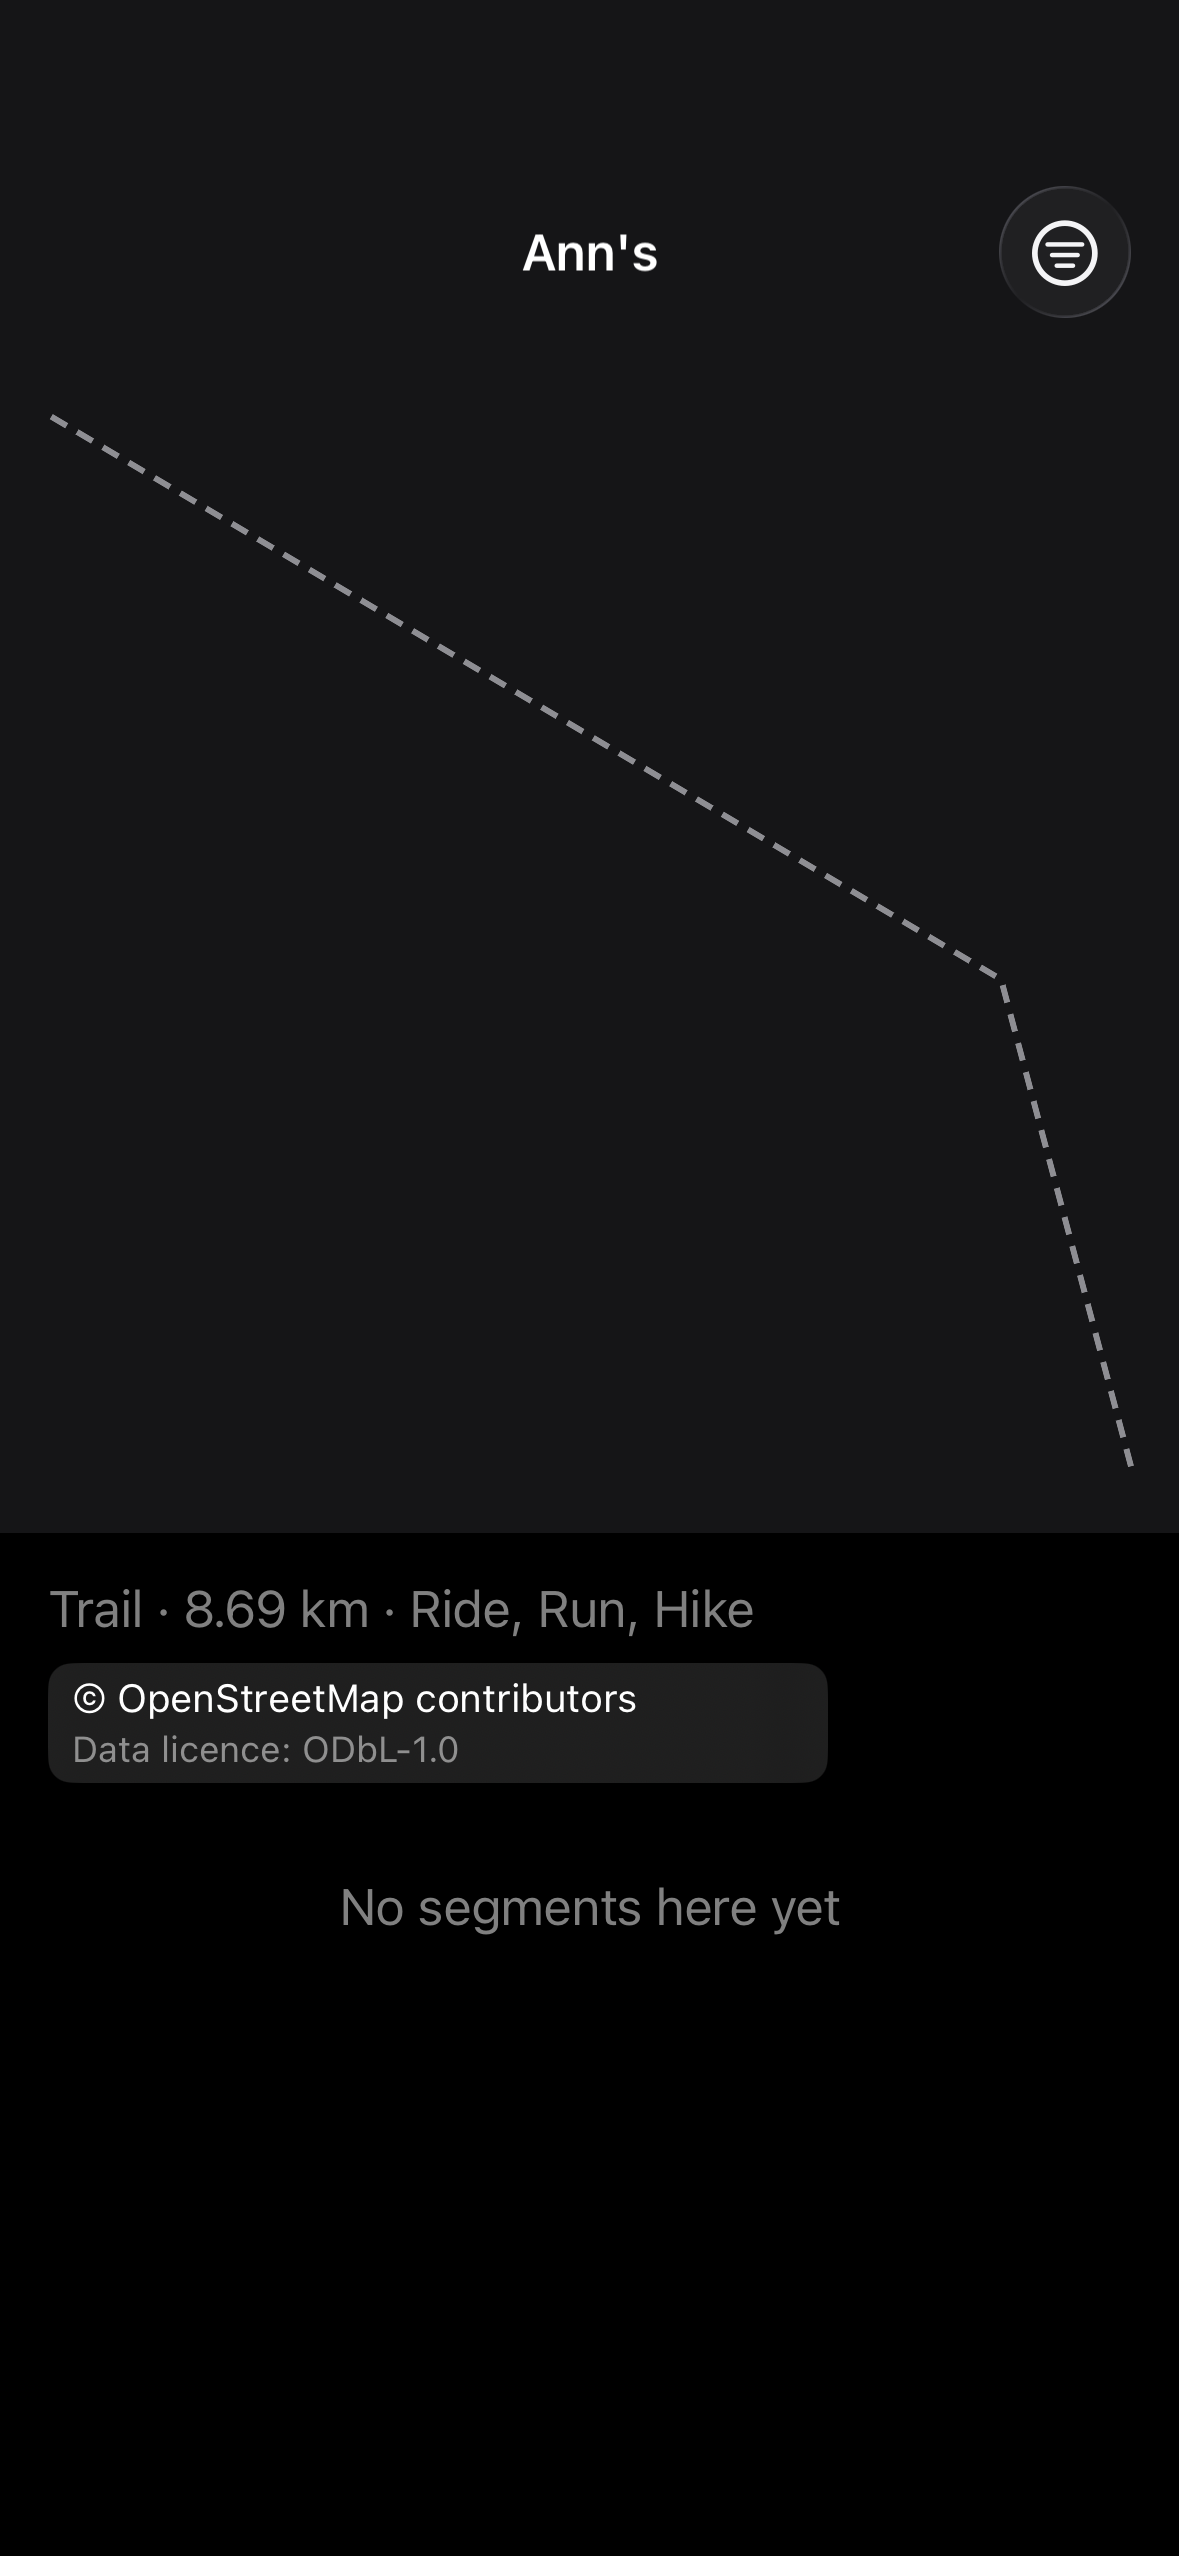 Ann's
Trail · 8.69 km · Ride, Run, Hike
© OpenStreetMap contributors
Data licence: ODbL-1.0
No segments here yet